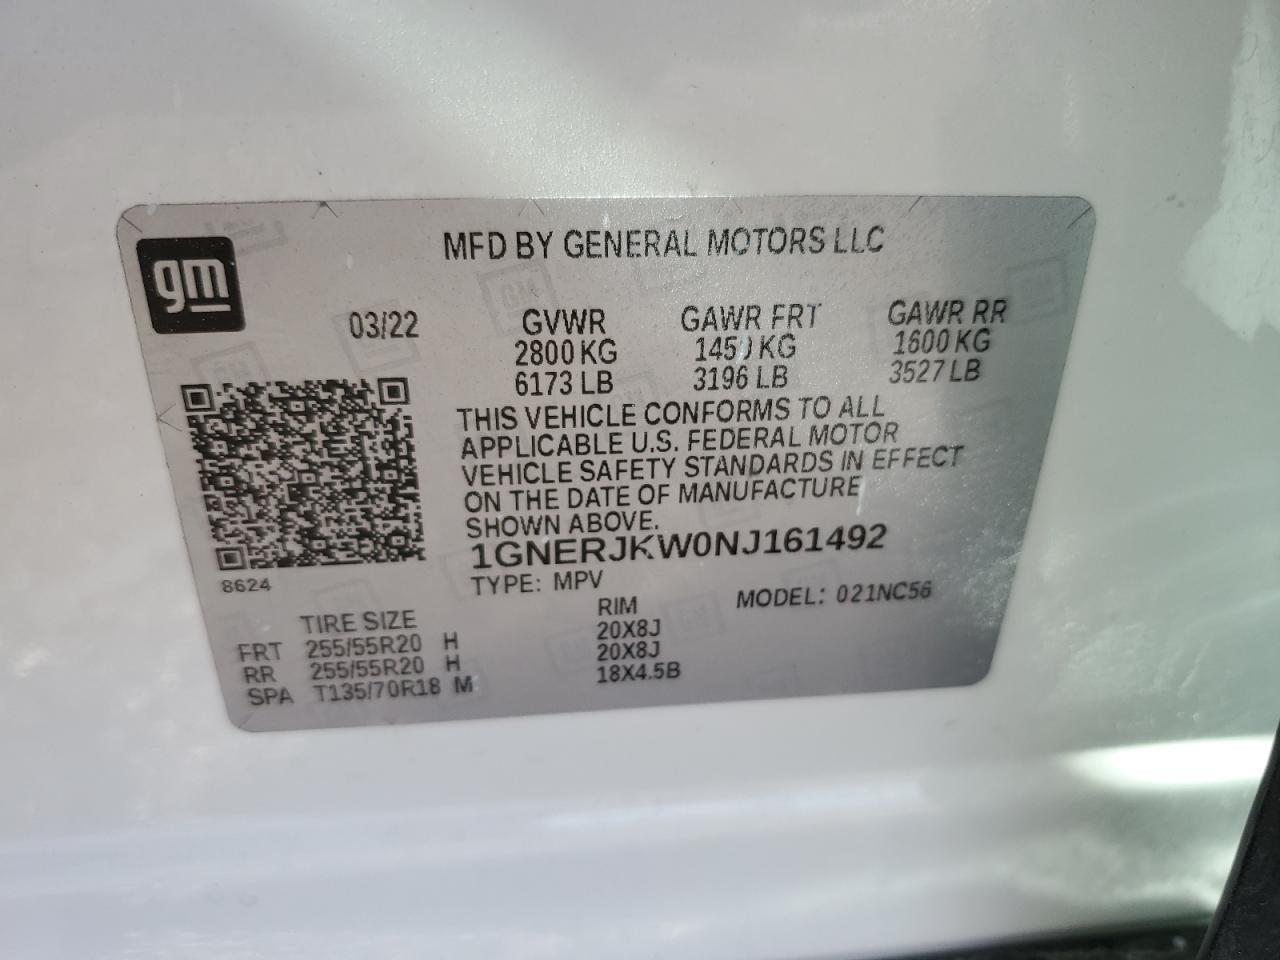 MFD BY GENERAL MOTORS LLC
gm
03/22 GVWR GAWR FRT GAWR RR
2800 KG 1450 KG 1600 KG
6173 LB 3196 LB 3527 LB
THIS VEHICLE CONFORMS TO ALL
APPLICABLE U.S. FEDERAL MOTOR
VEHICLE SAFETY STANDARDS IN EFFECT
ON THE DATE OF MANUFACTURE
SHOWN ABOVE.
1GNERJKW0NJ161492
8624
TYPE: MPV MODEL: 021NC56
TIRE SIZE RIM
FRT 255/55R20 H 20X8J
RR 255/55R20 H 20X8J
SPA T135/70R18 M 18X4.5B